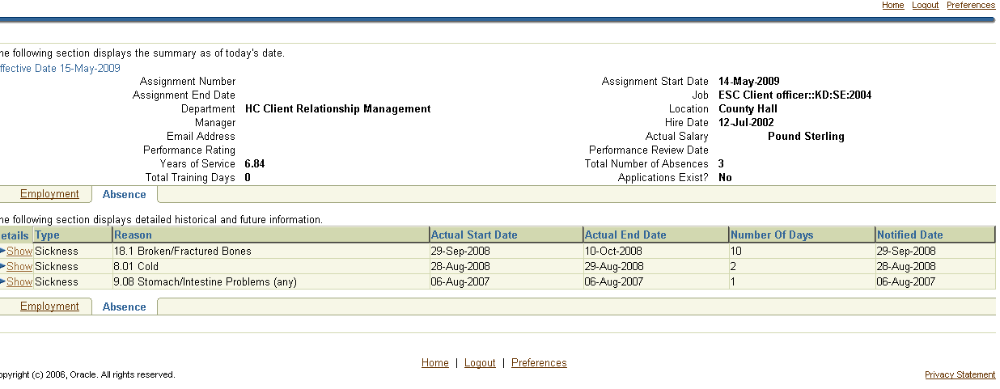 Home Logout Preferences
he following section displays the summary as of today's date.
ffective Date 15-May-2009
Assignment Number Assignment Start Date 14-May-2009
Assignment End Date Job ESC Client officer::KD:SE:2004
Department HC Client Relationship Management Location County Hall
Manager Hire Date 12-Jul-2002
Email Address Actual Salary Pound Sterling
Performance Rating Performance Review Date
Years of Service 6.84 Total Number of Absences 3
Total Training Days 0 Applications Exist? No
Employment Absence
he following section displays detailed historical and future information.
etails Type Reason Actual Start Date Actual End Date Number Of Days Notified Date
Show Sickness 18.1 Broken/Fractured Bones 29-Sep-2008 10-Oct-2008 10 29-Sep-2008
Show Sickness 8.01 Cold 28-Aug-2008 29-Aug-2008 2 28-Aug-2008
Show Sickness 9.08 Stomach/Intestine Problems (any) 06-Aug-2007 06-Aug-2007 1 06-Aug-2007
Employment Absence
Home | Logout | Preferences
opyright (c) 2006, Oracle. All rights reserved. Privacy Statement